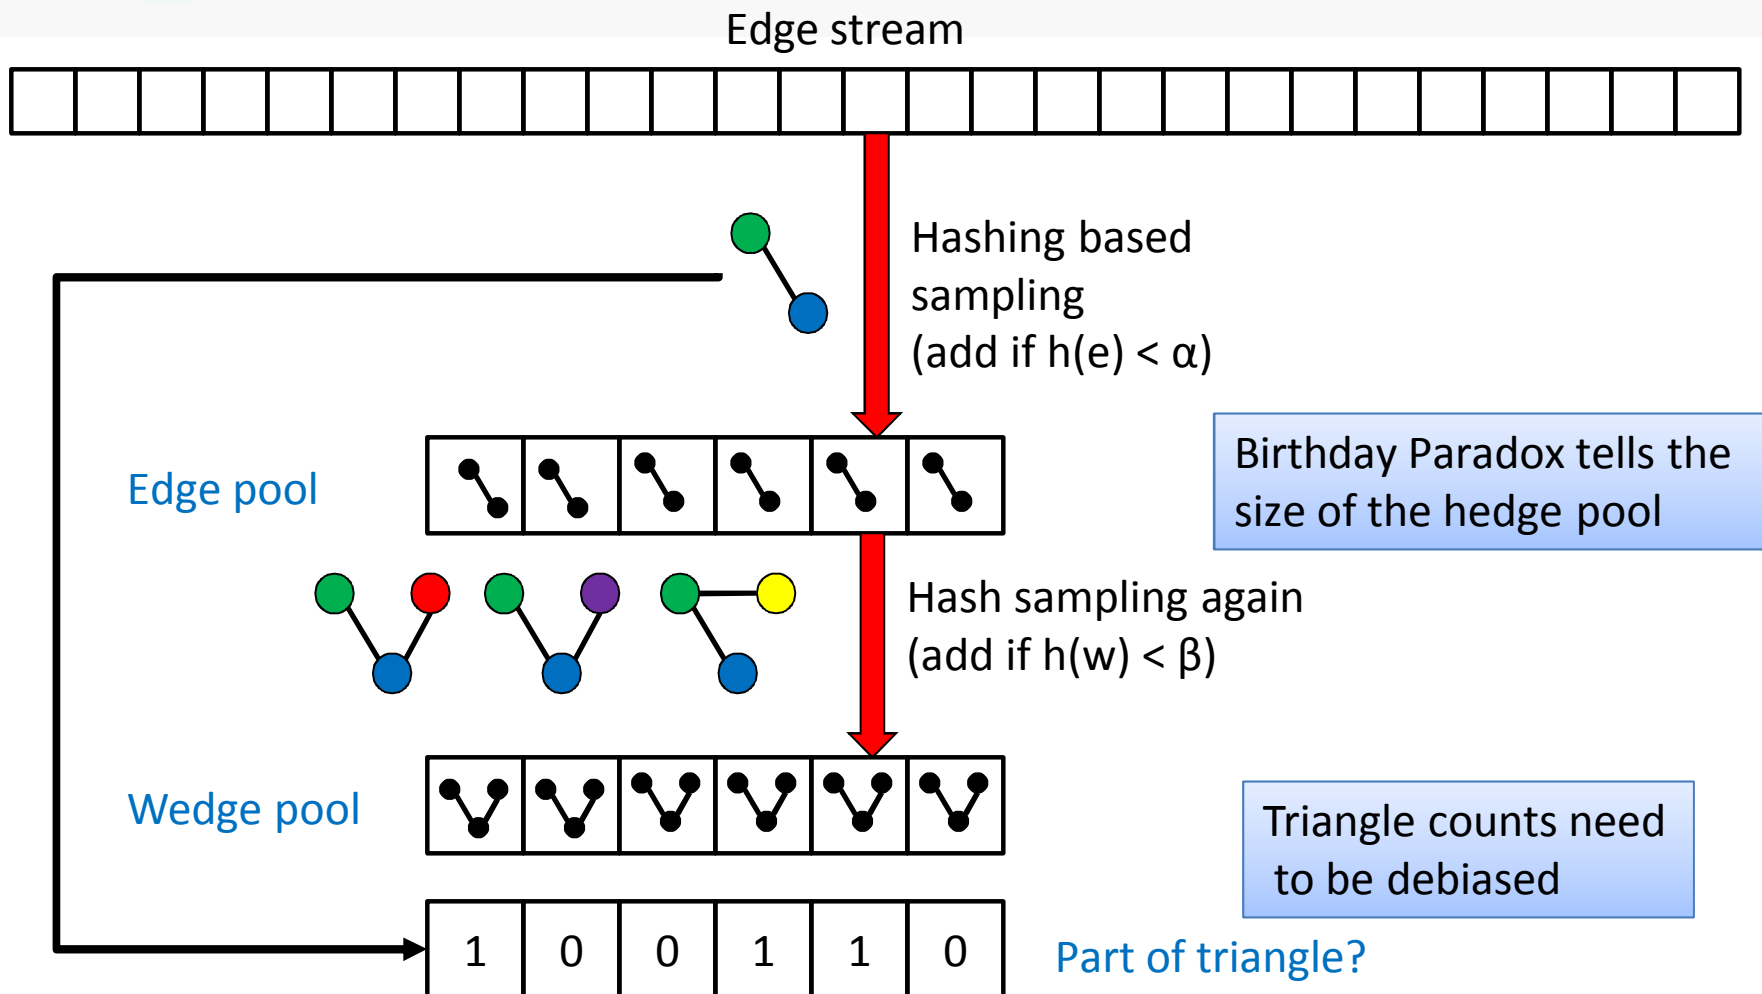 Edge stream
Hashing based
sampling
(add if h(e) < α)
Edge pool
Birthday Paradox tells the
size of the hedge pool
Hash sampling again
(add if h(w) < β)
Wedge pool
Triangle counts need
to be debiased
1 0 0 1 1 0
Part of triangle?